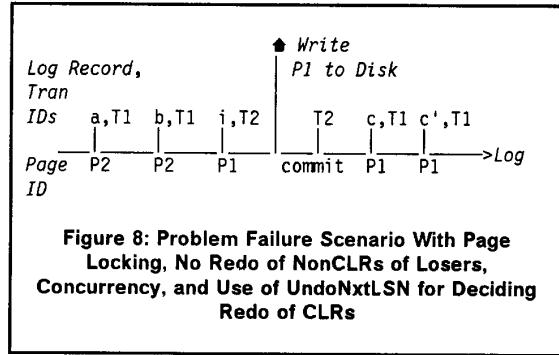 Write
P1 to Disk
Log Record,
Tran
IDs a,T1 b,T1 i,T2 T2 c,T1 c',T1
Page P2 P2 P1 commit P1 P1 >Log
ID
Figure 8: Problem Failure Scenario With Page
Locking, No Redo of NonCLRs of Losers,
Concurrency, and Use of UndoNxtLSN for Deciding
Redo of CLRs